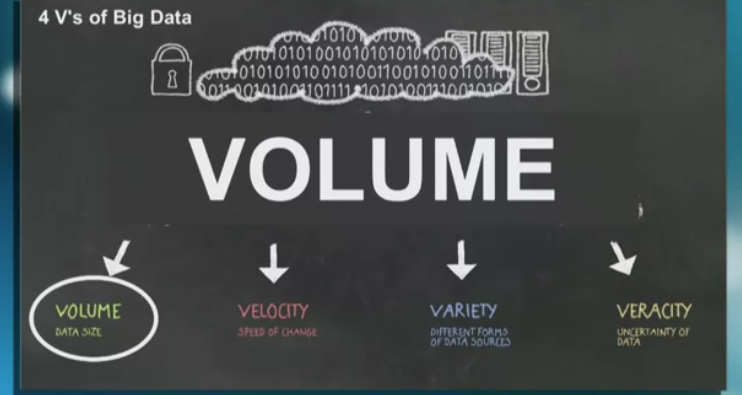 4 V's of Big Data
VOLUME
VOLUME
DATA SIZE
VELOCITY
SPEED OF CHANGE
VARIETY
DIFFERENT FORMS
OF DATA SOURCES
VERACITY
UNCERTAINTY OF
DATA